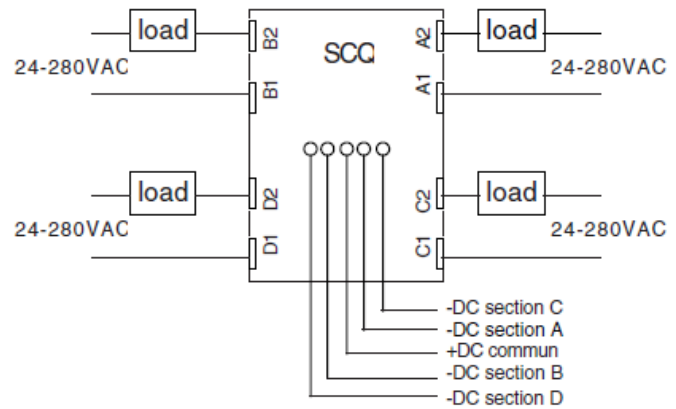 load
B2
SCQ
A2
load
24-280VAC
B1
A1
24-280VAC
load
D2
C2
load
24-280VAC
D1
C1
24-280VAC
-DC section C
-DC section A
+DC commun
-DC section B
-DC section D